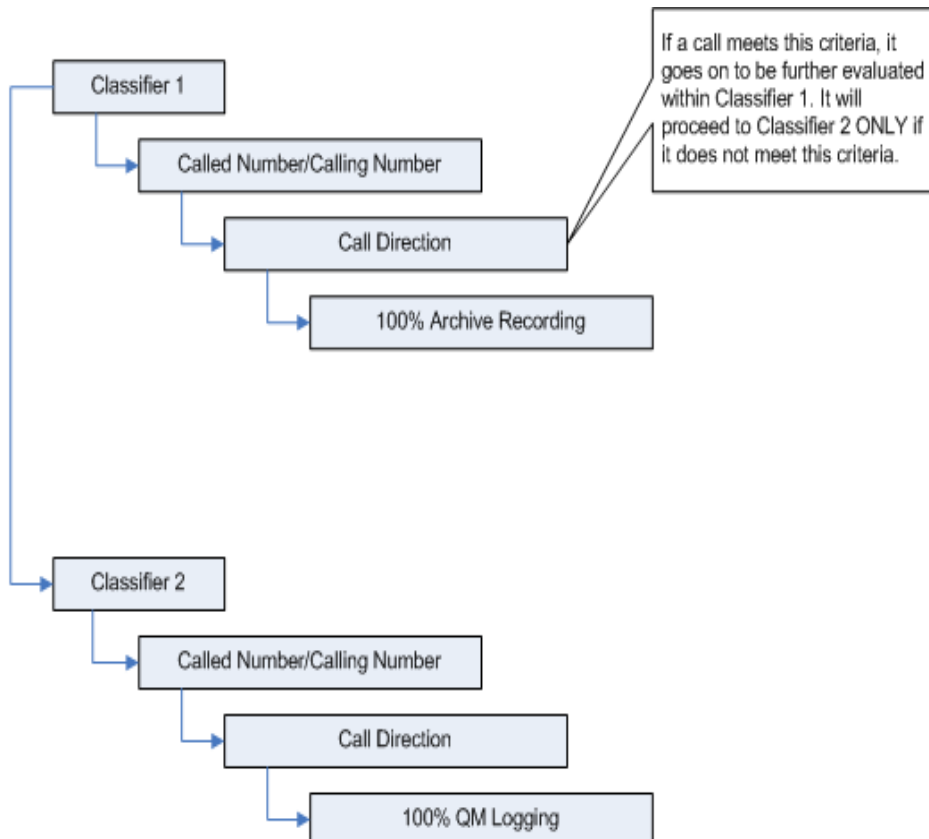 If a call meets this criteria, it
goes on to be further evaluated
within Classifier 1. It will
proceed to Classifier 2 ONLY if
it does not meet this criteria.
Classifier 1
Called Number/Calling Number
Call Direction
100% Archive Recording
Classifier 2
Called Number/Calling Number
Call Direction
100% QM Logging